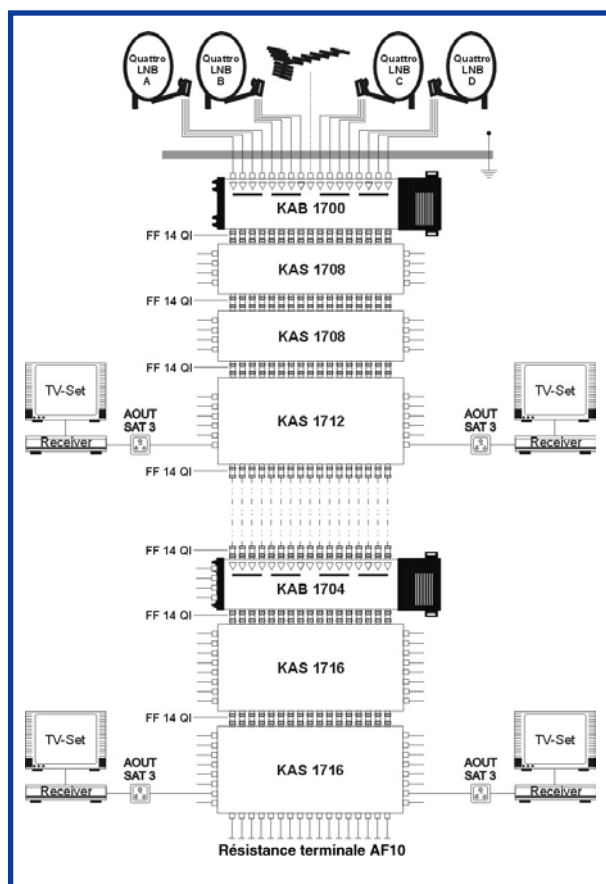 Quattro
LNB
A
Quattro
LNB
B
Quattro
LNB
C
Quattro
LNB
D
KAB 1700
FF 14 QI
KAS 1708
FF 14 QI
KAS 1708
FF 14 QI
TV-Set
TV-Set
KAS 1712
AOUT
SAT 3
AOUT
SAT 3
Receiver
Receiver
FF 14 QI
FF 14 QI
KAB 1704
FF 14 QI
KAS 1716
FF 14 QI
TV-Set
TV-Set
KAS 1716
AOUT
SAT 3
AOUT
SAT 3
Receiver
Receiver
Résistance terminale AF10